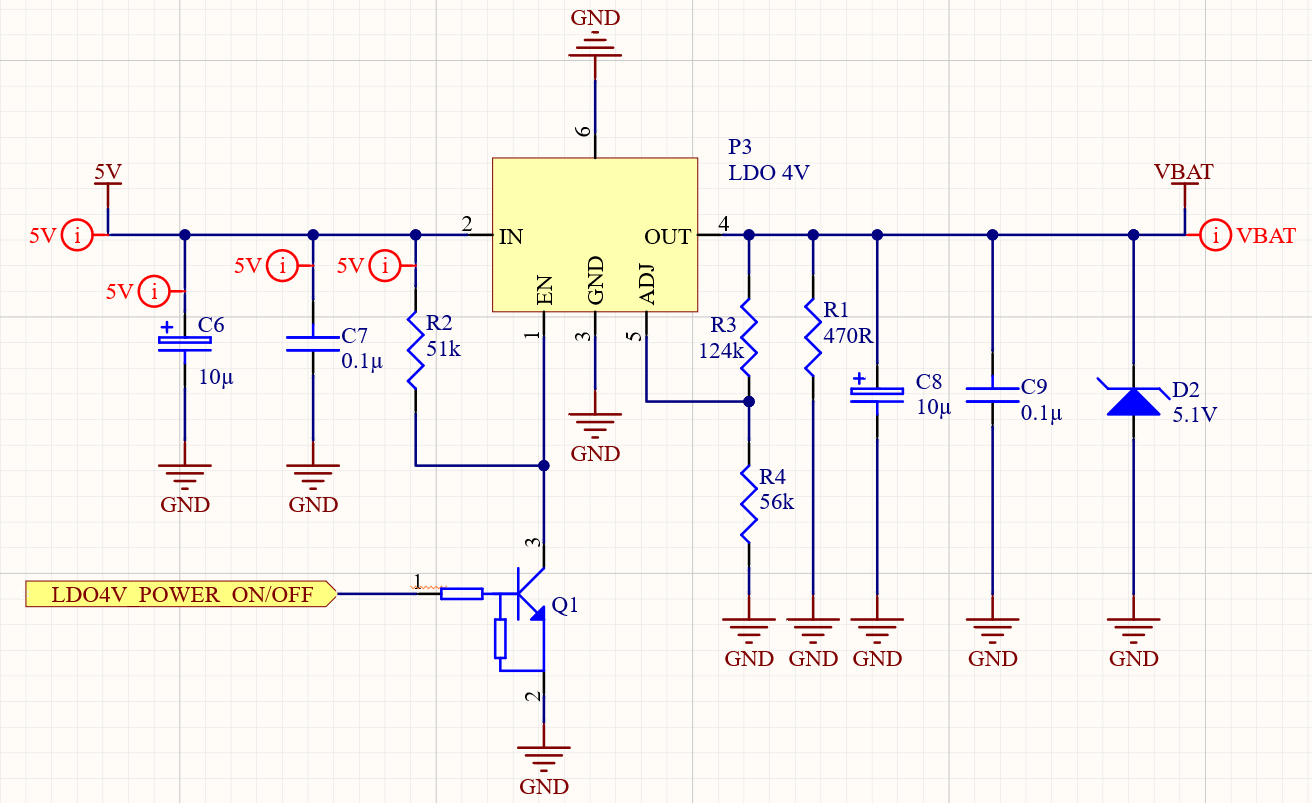 GND
6
P3
LDO 4V
5V
VBAT
5V
i
2
IN
OUT
4
i
VBAT
5V
i
5V
i
5V
i
EN
GND
ADJ
1
3
5
C6
10µ
C7
0.1µ
R2
51k
R3
124k
R1
470R
C8
10µ
C9
0.1µ
D2
5.1V
GND
GND
GND
R4
56k
3
LDO4V_POWER_ON/OFF
1
Q1
2
GND
GND
GND
GND
GND
GND